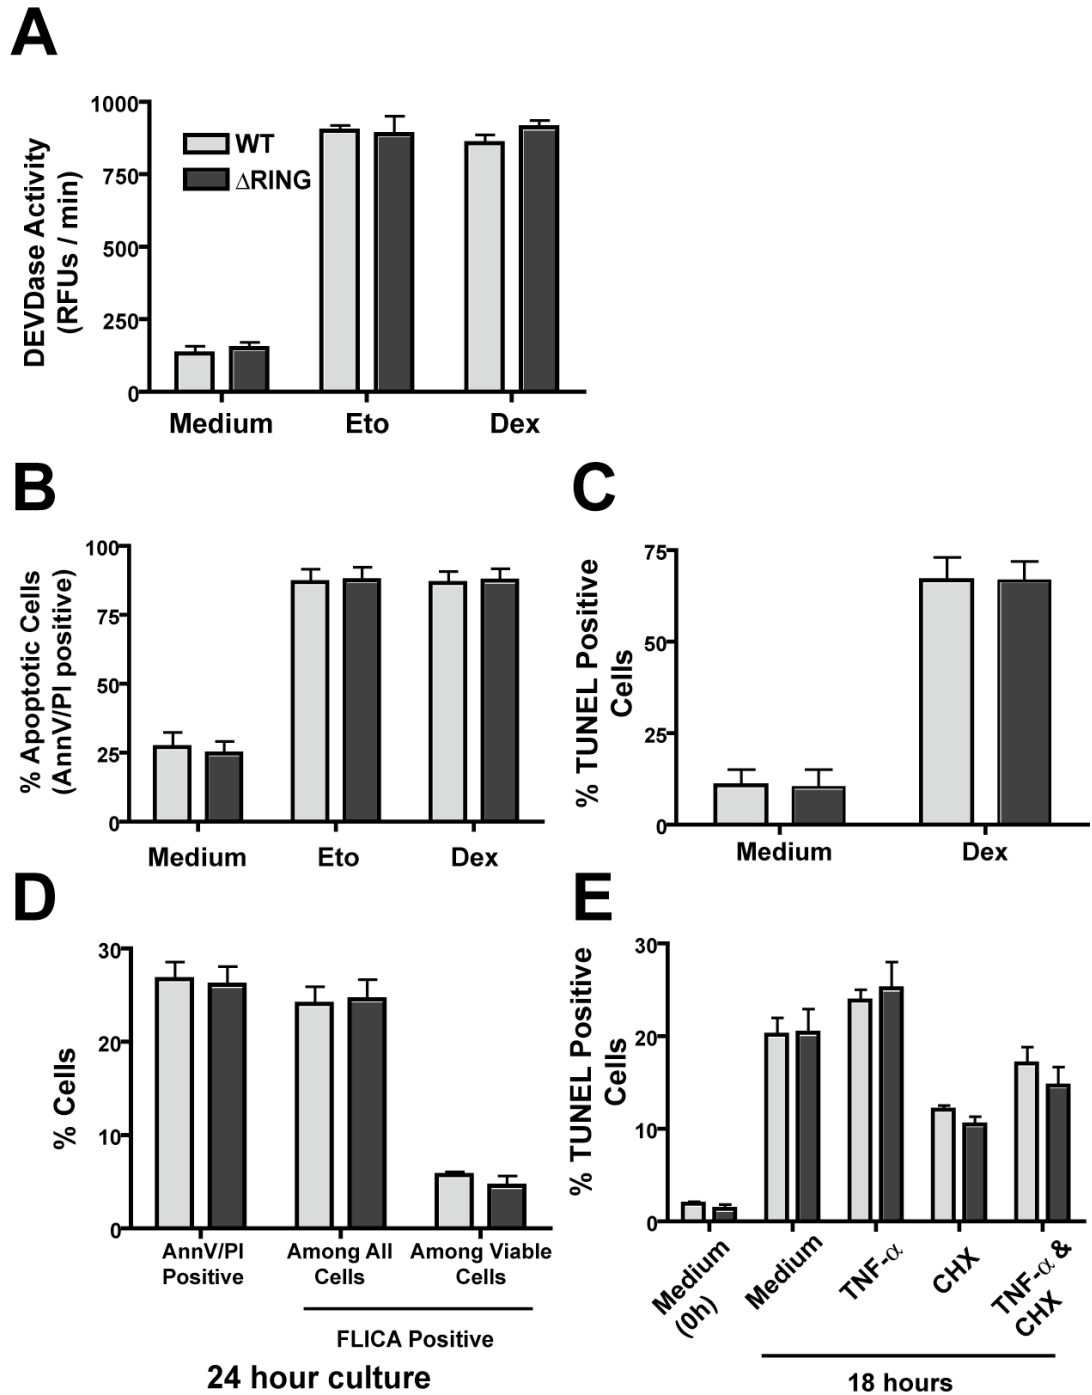 A
DEVDase Activity
(RFUs / min)
1000
750
500
250
0
WT
ΔRING
Medium Eto Dex
B
% Apoptotic Cells
(AnnV/PI positive)
100
75
50
25
0
Medium Eto Dex
C
% TUNEL Positive
Cells
75
50
25
0
Medium Dex
D
% Cells
30
20
10
0
AnnV/PI
Positive
Among All
Cells
Among Viable
Cells
FLICA Positive
24 hour culture
E
% TUNEL Positive
Cells
30
20
10
0
Medium
(0h)
Medium
TNF-α
CHX
TNF-α &
CHX
18 hours